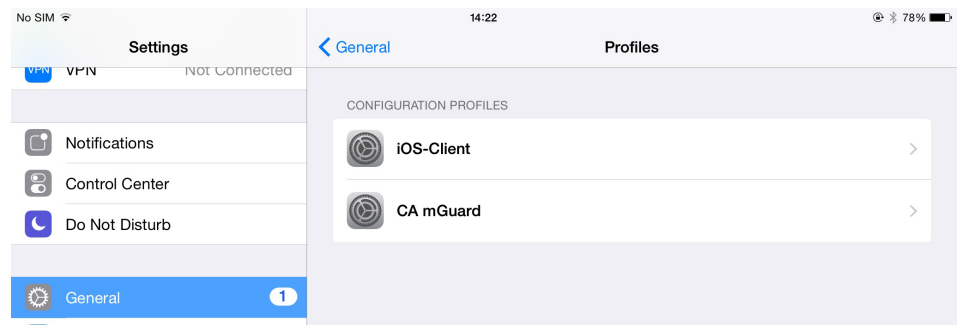 No SIM 14:22 78%
Settings
General Profiles
VPN VPN Not Connected
CONFIGURATION PROFILES
Notifications
iOS-Client
Control Center
CA mGuard
Do Not Disturb
General 1